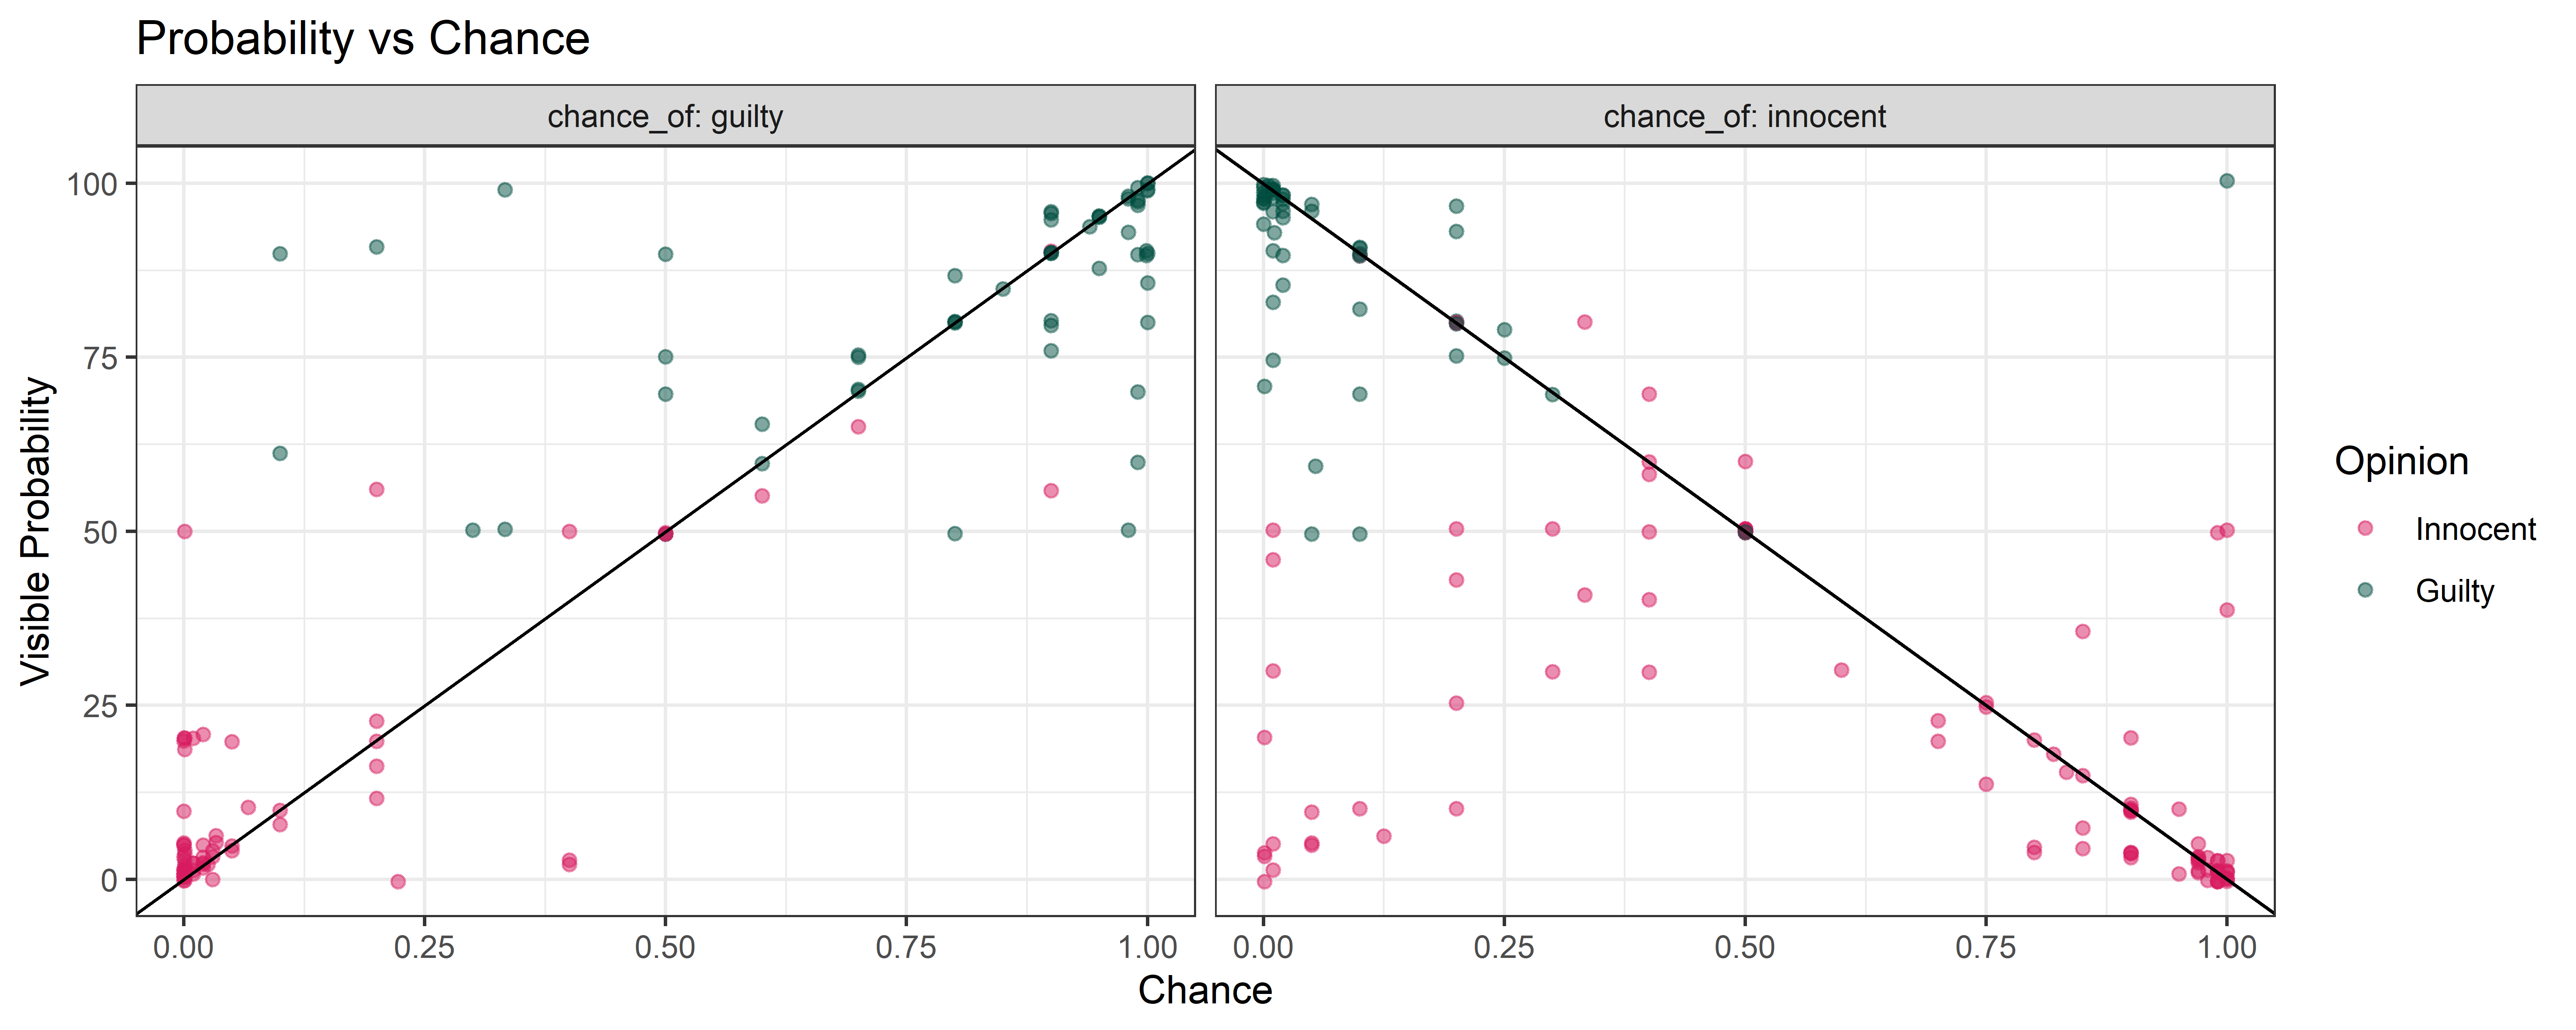 Probability vs Chance
chance_of: guilty
chance_of: innocent
Visible Probability
100
75
50
25
0
0.00 0.25 0.50 0.75 1.00
0.00 0.25 0.50 0.75 1.00
Chance
Opinion
Innocent
Guilty